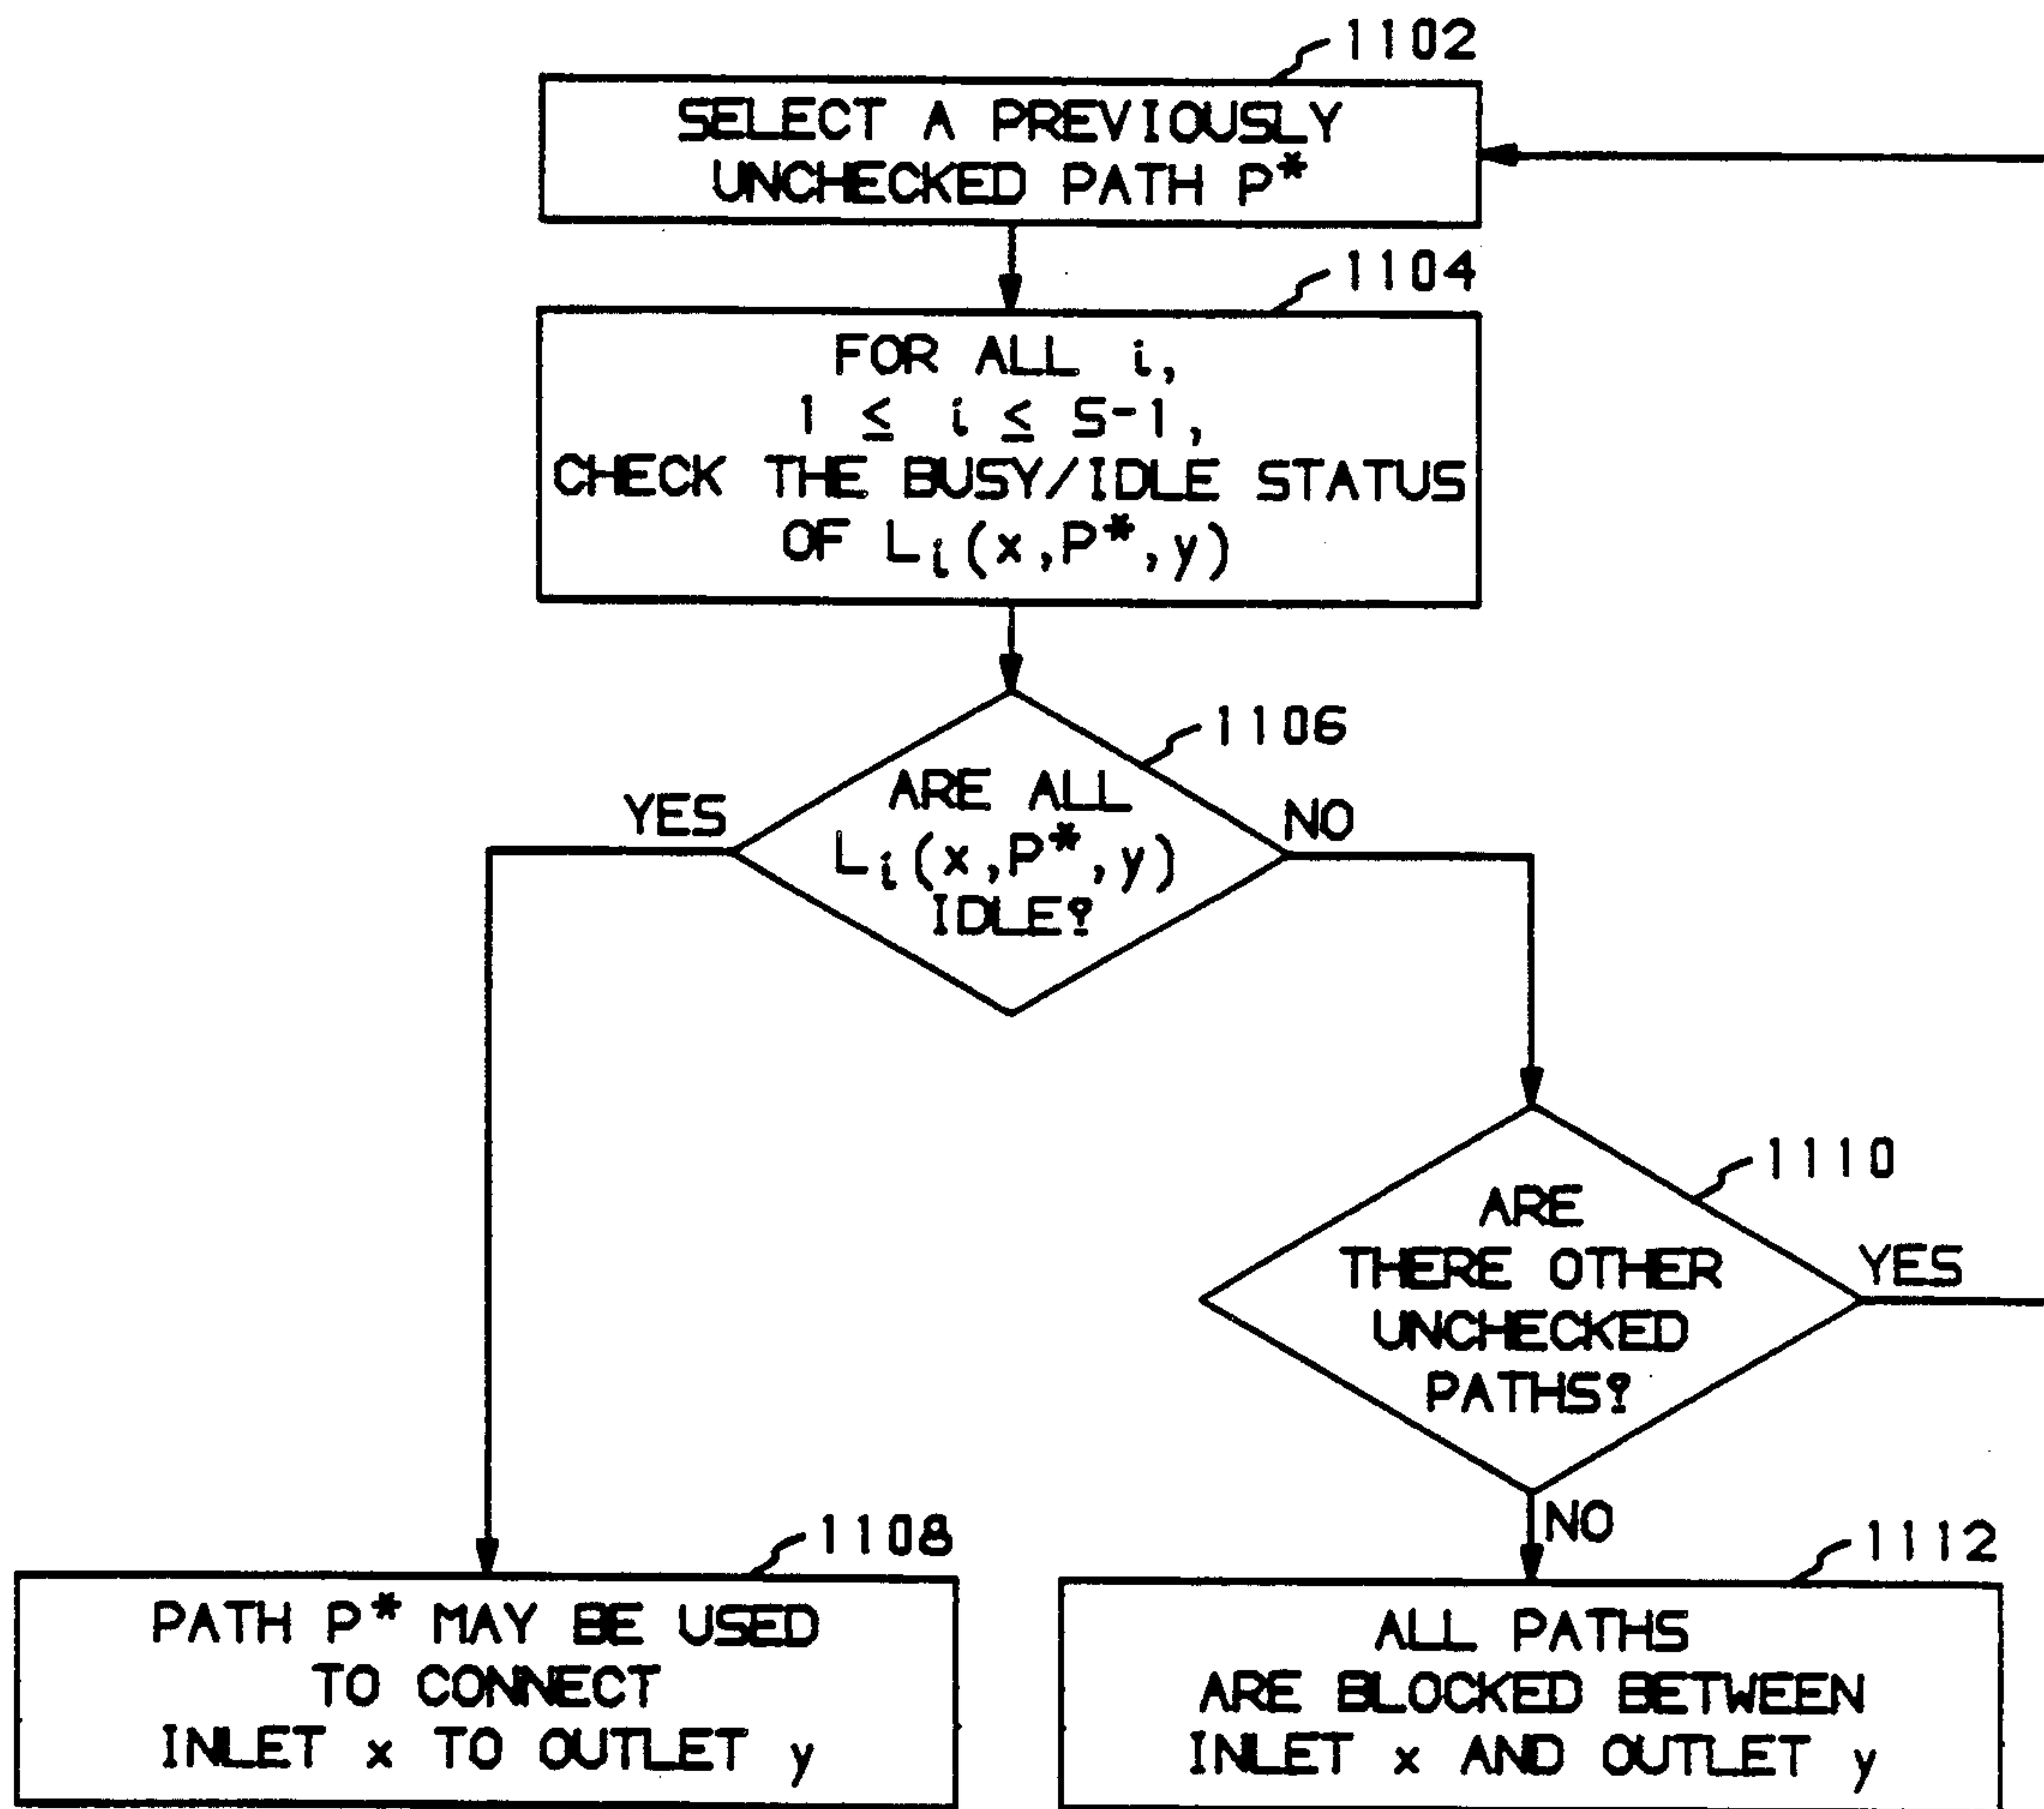 1102
SELECT A PREVIOUSLY
UNCHECKED PATH P*
1104
FOR ALL i,
1 ≤ i ≤ S-1,
CHECK THE BUSY/IDLE STATUS
OF Li(x,P*,y)
1106
YES
ARE ALL
Li(x,P*,y)
IDLE?
NO
1110
ARE
THERE OTHER
UNCHECKED
PATHS?
YES
NO
1108
PATH P* MAY BE USED
TO CONNECT
INLET x TO OUTLET y
1112
ALL PATHS
ARE BLOCKED BETWEEN
INLET x AND OUTLET y